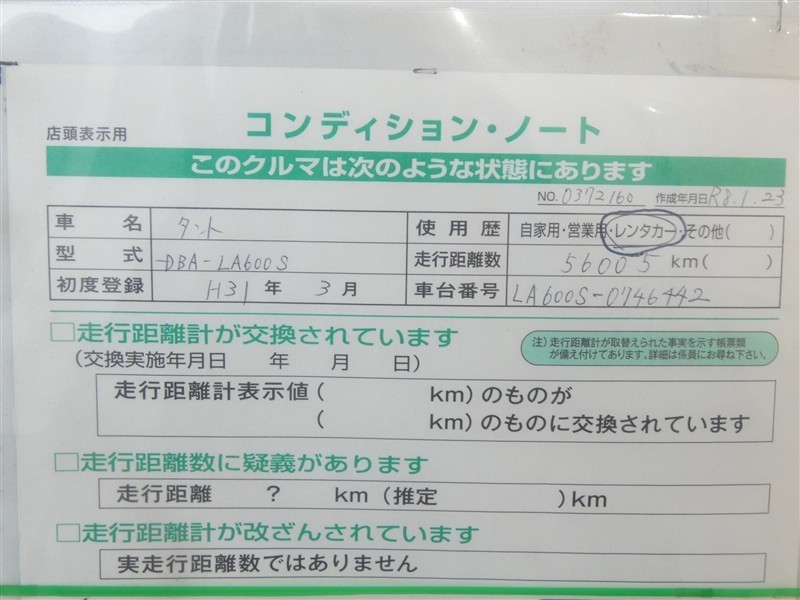 店頭表示用
コンディション・ノート
このクルマは次のような状態にあります
NO. 0372160 作成年月日 R8.1.23
車名 タント 使用歴 自家用・営業用・レンタカー・その他( )
型式 DBA-LA600S 走行距離数 56005 km( )
初度登録 H31年 3月 車台番号 LA600S-0746442
□走行距離計が交換されています
(交換実施年月日 年 月 日)
注)走行距離計が取替えられた事実を示す帳票類
が備え付けてあります。詳細は係員にお尋ね下さい。
走行距離計表示値( km)のものが
( km)のものに交換されています
□走行距離数に疑義があります
走行距離 ? km(推定 )km
□走行距離計が改ざんされています
実走行距離数ではありません